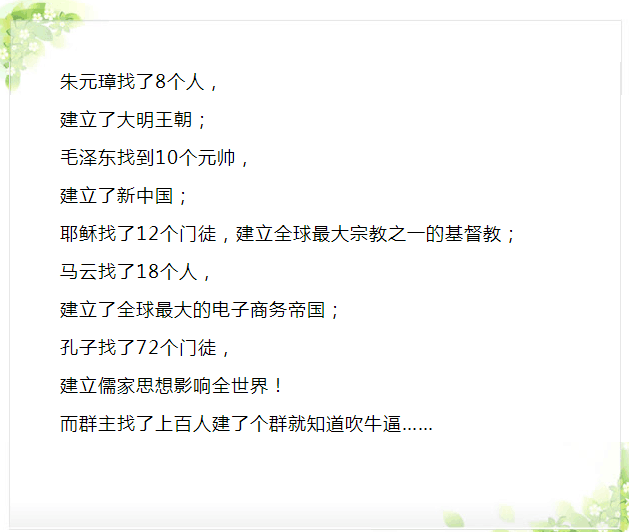 朱元璋找了8个人，
建立了大明王朝；
毛泽东找到10个元帅，
建立了新中国；
耶稣找了12个门徒，建立全球最大宗教之一的基督教；
马云找了18个人，
建立了全球最大的电子商务帝国；
孔子找了72个门徒，
建立儒家思想影响全世界！
而群主找了上百人建了个群就知道吹牛逼……